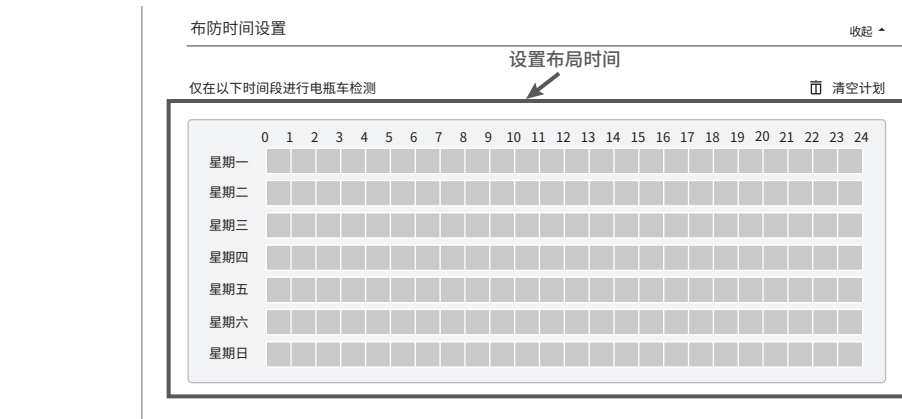 布防时间设置
收起
设置布局时间
仅在以下时间段进行电瓶车检测
清空计划
0 1 2 3 4 5 6 7 8 9 10 11 12 13 14 15 16 17 18 19 20 21 22 23 24
星期一
星期二
星期三
星期四
星期五
星期六
星期日